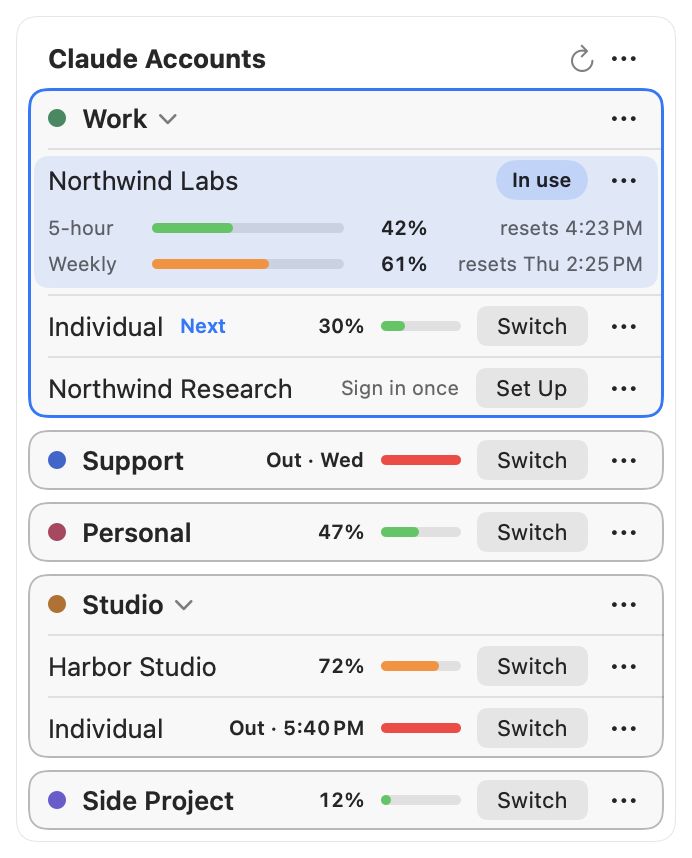 Claude Accounts
Work
Northwind Labs In use
5-hour 42% resets 4:23 PM
Weekly 61% resets Thu 2:25 PM
Individual Next 30% Switch
Northwind Research Sign in once Set Up
Support Out · Wed Switch
Personal 47% Switch
Studio
Harbor Studio 72% Switch
Individual Out · 5:40 PM Switch
Side Project 12% Switch